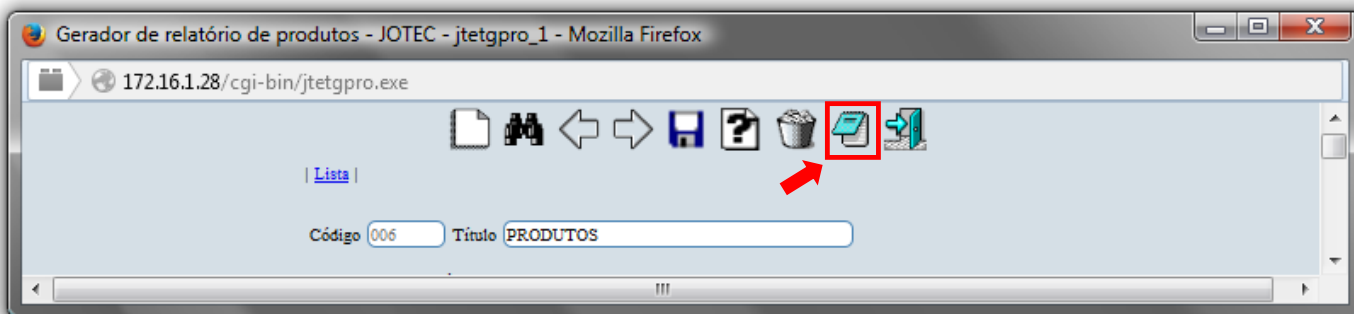 Gerador de relatório de produtos - JOTEC - jtetgpro_1 - Mozilla Firefox
172.16.1.28/cgi-bin/jtetgpro.exe
| Lista |
Código 006 Título PRODUTOS